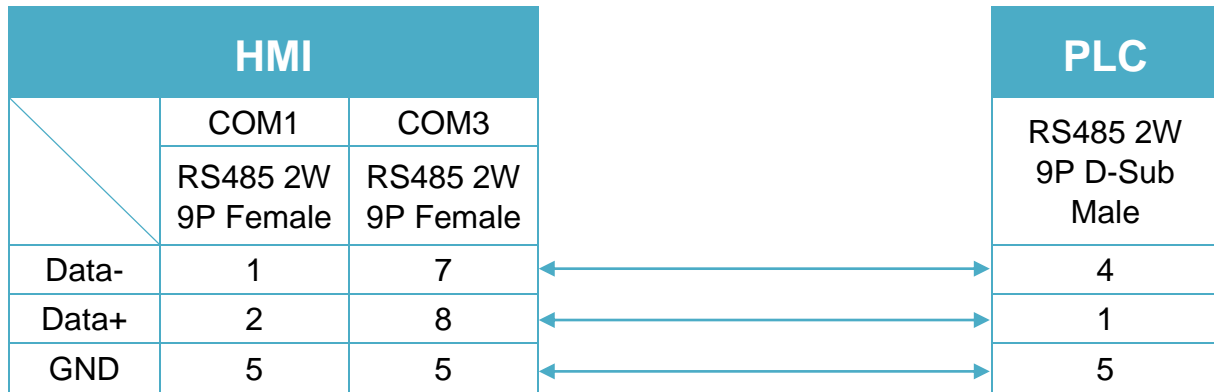 HMI
PLC
COM1 COM3
RS485 2W
9P Female
RS485 2W
9P Female
RS485 2W
9P D-Sub
Male
Data- 1 7 4
Data+ 2 8 1
GND 5 5 5